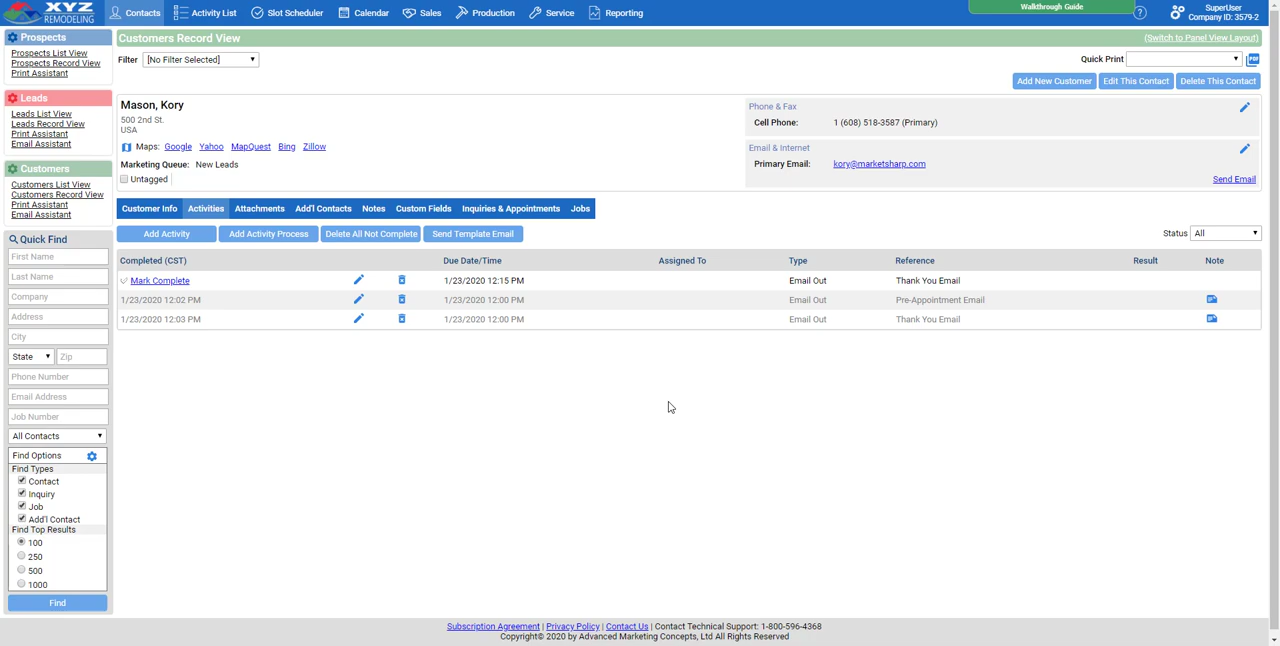 XYZ REMODELING Contacts Activity List Slot Scheduler Calendar Sales Production Service Reporting Walkthrough Guide ? SuperUser
Company ID: 3579-2
Prospects
Prospects List View
Prospects Record View
Print Assistant
Leads
Leads List View
Leads Record View
Print Assistant
Email Assistant
Customers
Customers List View
Customers Record View
Print Assistant
Email Assistant
Quick Find
First Name
Last Name
Company
Address
City
State Zip
Phone Number
Email Address
Job Number
All Contacts
Find Options
Find Types
Contact
Inquiry
Job
Add'l Contact
Find Top Results
100
250
500
1000
Find
Customers Record View (Switch to Panel View Layout)
Filter [No Filter Selected] Quick Print PDF
Add New Customer Edit This Contact Delete This Contact
Mason, Kory
500 2nd St.
USA
Maps: Google Yahoo MapQuest Bing Zillow
Marketing Queue: New Leads
Untagged
Phone & Fax
Cell Phone: 1 (608) 518-3587 (Primary)
Email & Internet
Primary Email: kory@marketsharp.com
Send Email
Customer Info Activities Attachments Add'l Contacts Notes Custom Fields Inquiries & Appointments Jobs
Add Activity Add Activity Process Delete All Not Complete Send Template Email Status All
Completed (CST) Due Date/Time Assigned To Type Reference Result Note
Mark Complete 1/23/2020 12:15 PM Email Out Thank You Email
1/23/2020 12:02 PM 1/23/2020 12:00 PM Email Out Pre-Appointment Email
1/23/2020 12:03 PM 1/23/2020 12:00 PM Email Out Thank You Email
Subscription Agreement | Privacy Policy | Contact Us | Contact Technical Support: 1-800-596-4368
Copyright© 2020 by Advanced Marketing Concepts, Ltd All Rights Reserved